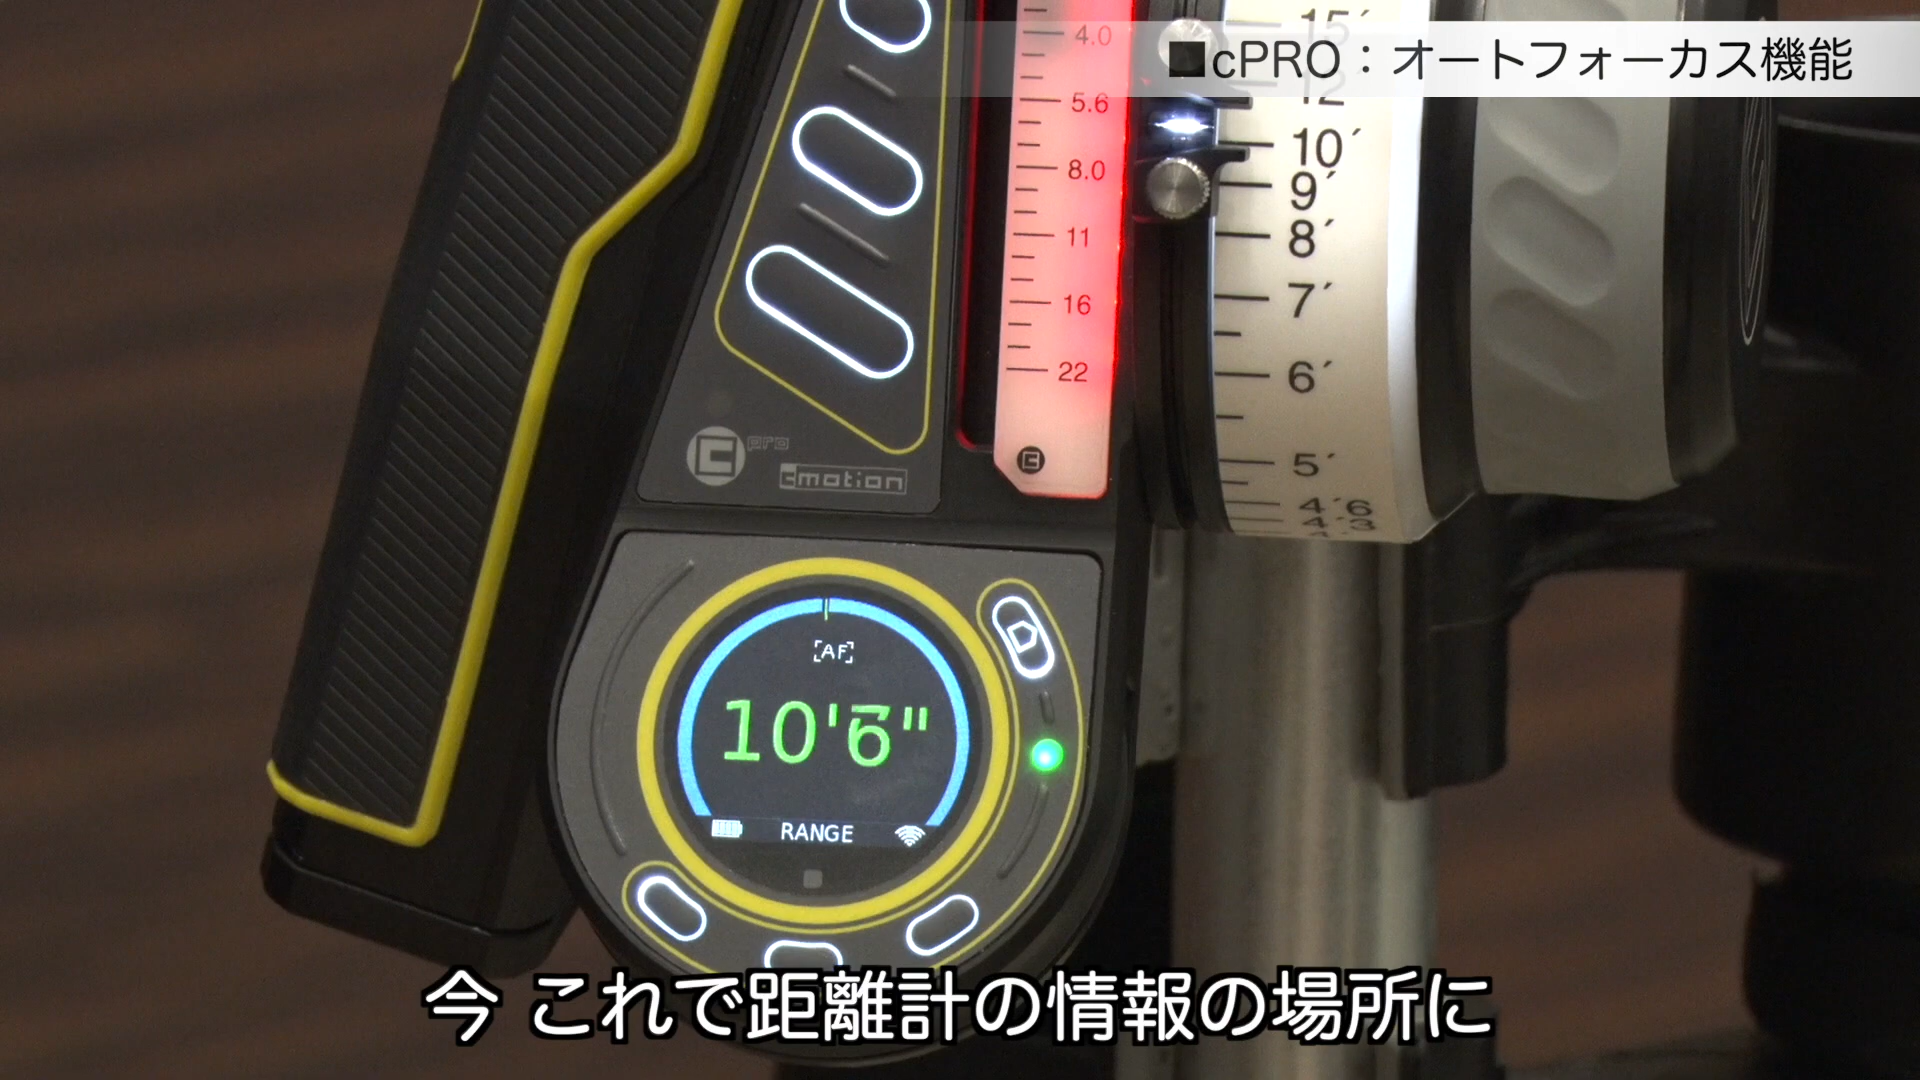 ■cPRO：オートフォーカス機能
4.0
5.6
8.0
11
16
22
15´
12
10´
9´
8´
7´
6´
5´
4´6
4´3
pro
cmotion
[AF]
10'6"
RANGE
今 これで距離計の情報の場所に